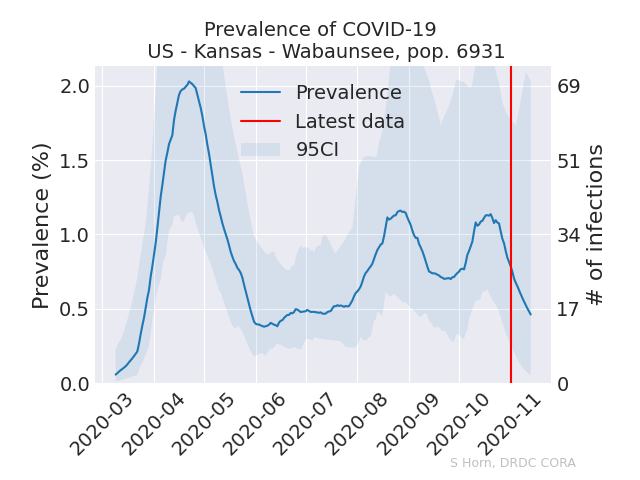 Prevalence of COVID-19
US - Kansas - Wabaunsee, pop. 6931
Prevalence (%)
2.0
1.5
1.0
0.5
0.0
Prevalence
Latest data
95CI
69
51
34
17
0
# of infections
2020-03
2020-04
2020-05
2020-06
2020-07
2020-08
2020-09
2020-10
2020-11
S Horn, DRDC CORA